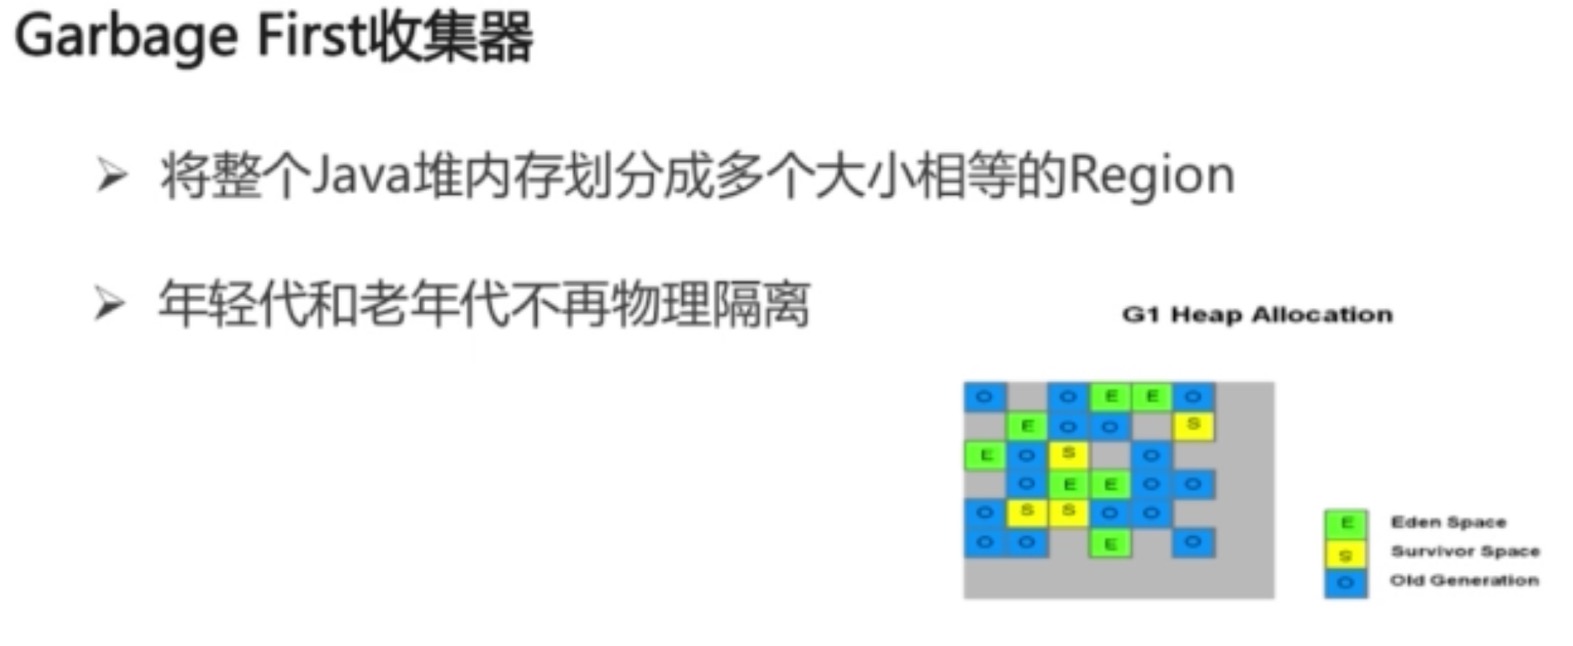 Garbage First收集器
将整个Java堆内存划分成多个大小相等的Region
年轻代和老年代不再物理隔离
G1 Heap Allocation
O O E E O
E O O S
E O S O
O E E O O
O S S O O
O O E O
E Eden Space
S Survivor Space
O Old Generation